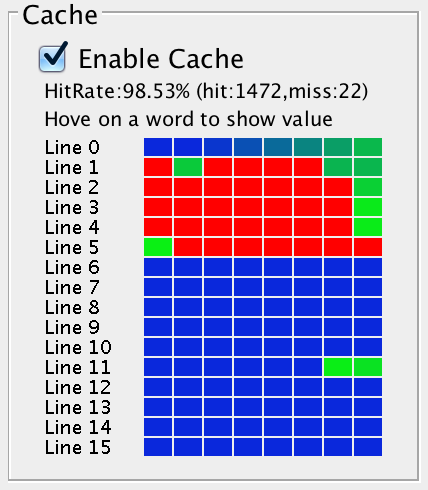 Cache
Enable Cache
HitRate:98.53% (hit:1472,miss:22)
Hove on a word to show value
Line 0
Line 1
Line 2
Line 3
Line 4
Line 5
Line 6
Line 7
Line 8
Line 9
Line 10
Line 11
Line 12
Line 13
Line 14
Line 15